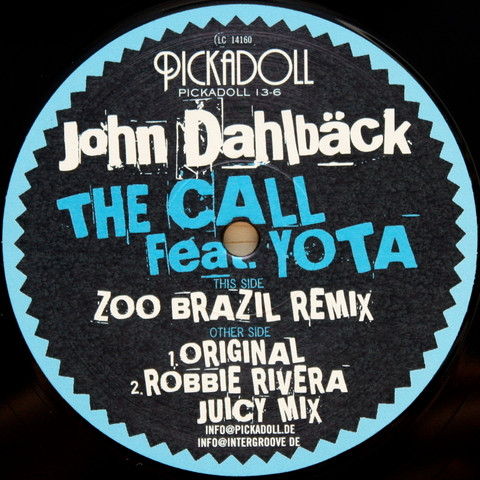 (LC 14160
PICKADOLL
PICKADOLL 13-6
John Dahlbäck
THE CALL
Feat. YOTA
THIS SIDE
ZOO BRAZIL REMIX
OTHER SIDE
1. ORIGINAL
2. ROBBIE RIVERA
JUICY MIX
INFO@PICKADOLL.DE
INFO@INTERGROOVE DE